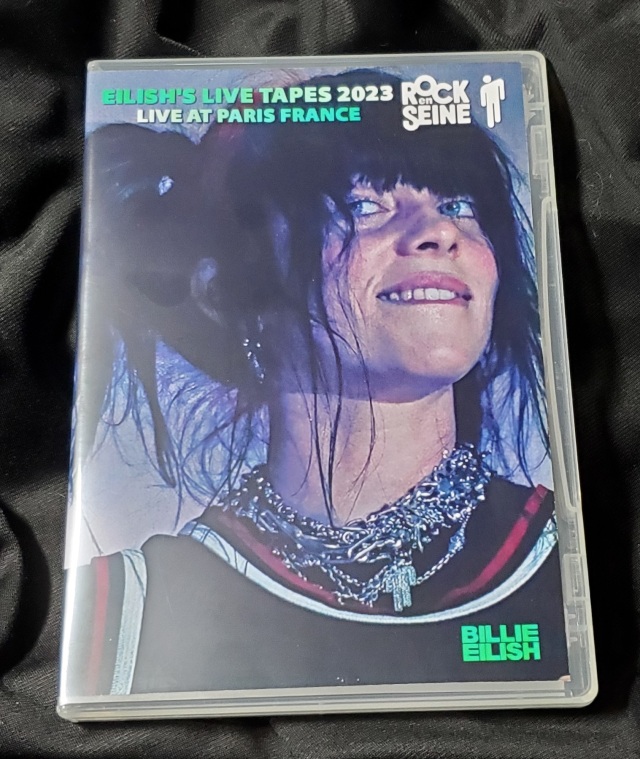 EILISH'S LIVE TAPES 2023
LIVE AT PARIS FRANCE
ROCK
en
SEINE
BILLIE
EILISH